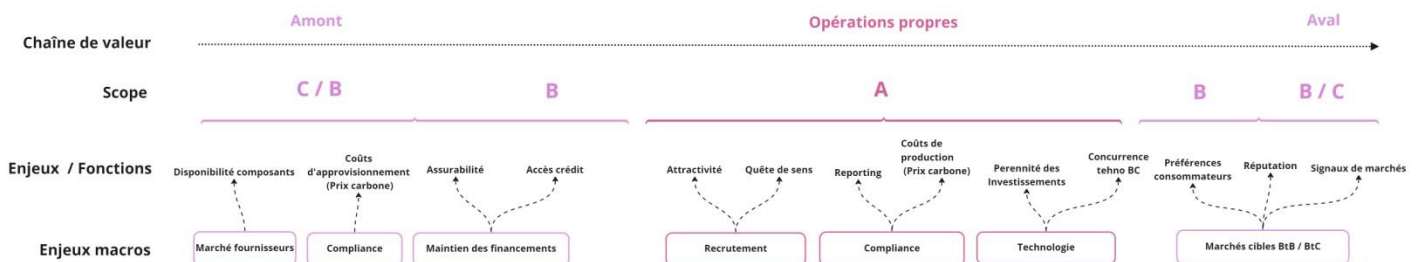 Amont
Opérations propres
Aval
Chaîne de valeur
Scope
C / B
B
A
B
B / C
Enjeux / Fonctions
Disponibilité composants
Coûts
d'approvisionnement
(Prix carbone)
Assurabilité
Accès crédit
Attractivité
Quête de sens
Reporting
Coûts de
production
(Prix carbone)
Perennité des
Investissements
Concurrence
tehno BC
Préférences
consommateurs
Réputation
Signaux de marchés
Enjeux macros
Marché fournisseurs
Compliance
Maintien des financements
Recrutement
Compliance
Technologie
Marchés cibles BtB / BtC